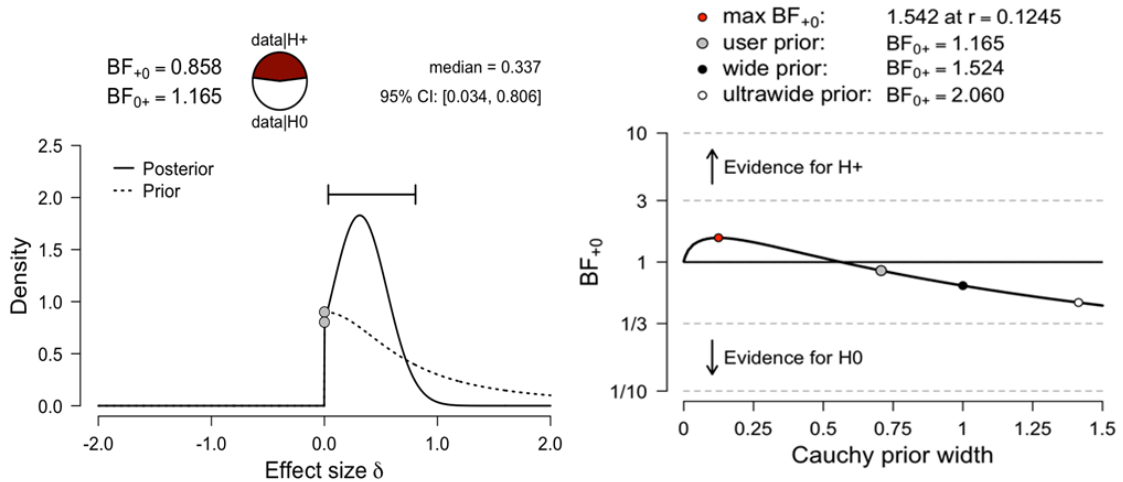 data|H+
BF+0 = 0.858
BF0+ = 1.165
data|H0
median = 0.337
95% CI: [0.034, 0.806]
2.5
2.0
1.5
1.0
0.5
0.0
Density
Posterior
Prior
-2.0 -1.0 0.0 1.0 2.0
Effect size δ
max BF+0: 1.542 at r = 0.1245
user prior: BF0+ = 1.165
wide prior: BF0+ = 1.524
ultrawide prior: BF0+ = 2.060
10
3
1
1/3
1/10
BF+0
Evidence for H+
Evidence for H0
0 0.25 0.5 0.75 1 1.25 1.5
Cauchy prior width